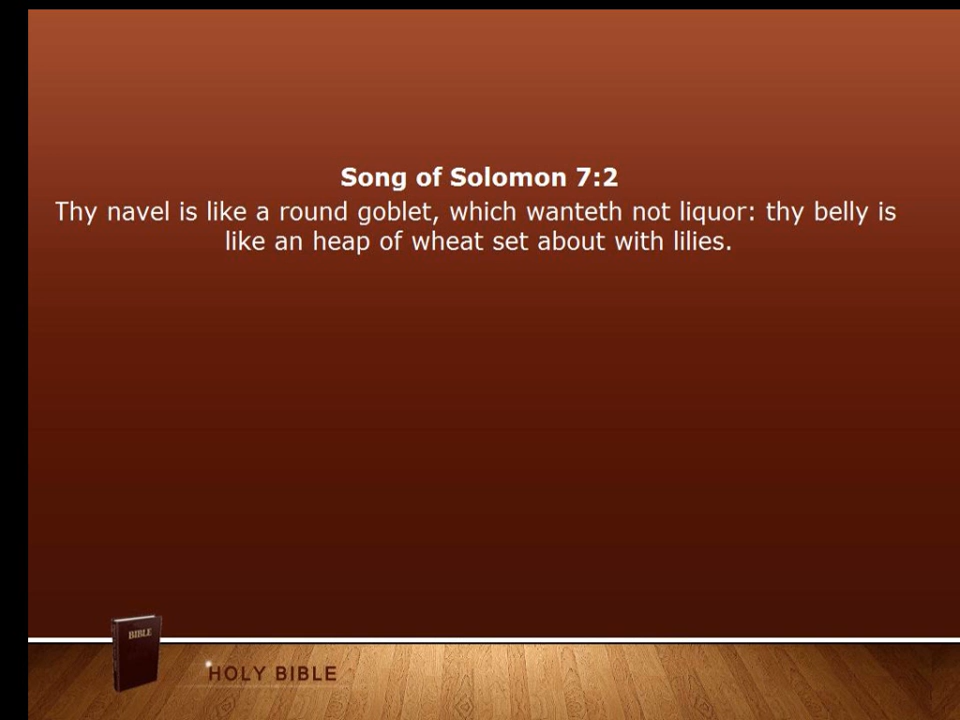 Song of Solomon 7:2
Thy navel is like a round goblet, which wanteth not liquor: thy belly is
like an heap of wheat set about with lilies.
BIBLE
HOLY BIBLE